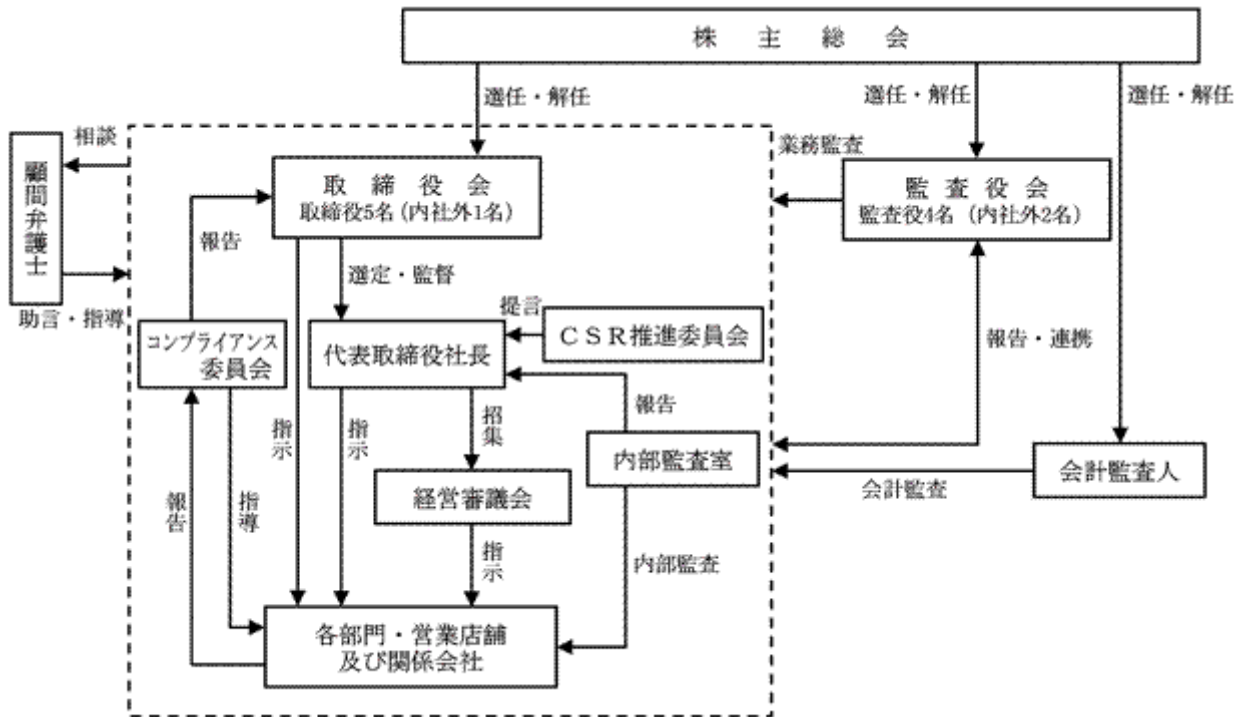 株主総会
選任・解任
選任・解任
選任・解任
相談
業務監査
顧問弁護士
取締役会
取締役5名(内社外1名)
監査役会
監査役4名(内社外2名)
報告
選定・監督
助言・指導
提言
コンプライアンス
委員会
代表取締役社長
CSR推進委員会
報告・連携
報告
指示
指示
招集
内部監査室
会計監査人
会計監査
報告
指導
経営審議会
指示
内部監査
各部門・営業店舗
及び関係会社